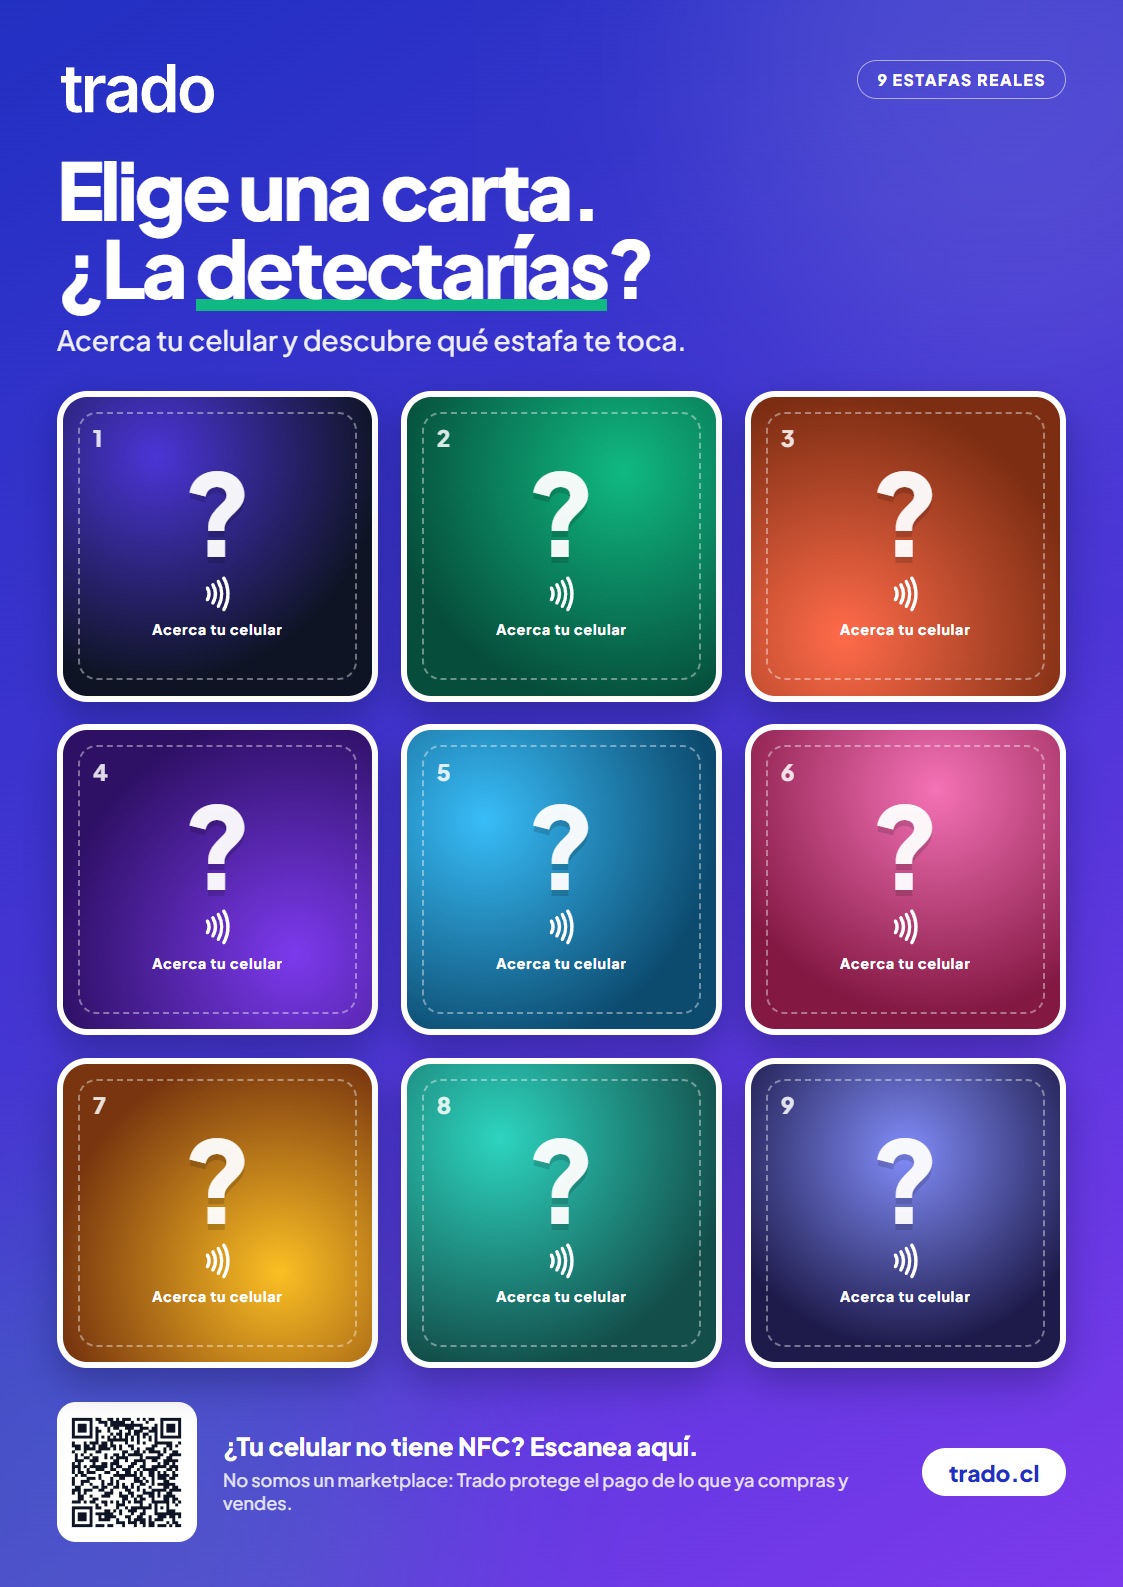 trado
9 ESTAFAS REALES
Elige una carta.
¿La detectarías?
Acerca tu celular y descubre qué estafa te toca.
1
?
Acerca tu celular
2
?
Acerca tu celular
3
?
Acerca tu celular
4
?
Acerca tu celular
5
?
Acerca tu celular
6
?
Acerca tu celular
7
?
Acerca tu celular
8
?
Acerca tu celular
9
?
Acerca tu celular
¿Tu celular no tiene NFC? Escanea aquí.
No somos un marketplace: Trado protege el pago de lo que ya compras y
vendes.
trado.cl